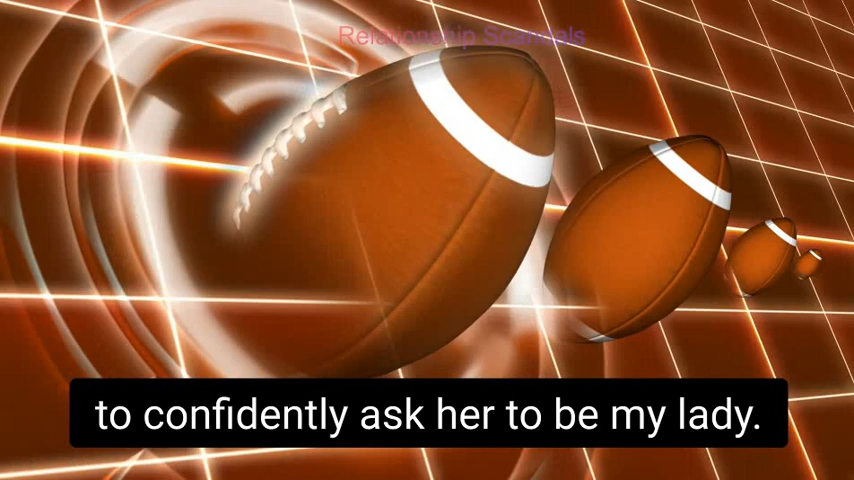 Relationship Scandals
to confidently ask her to be my lady.